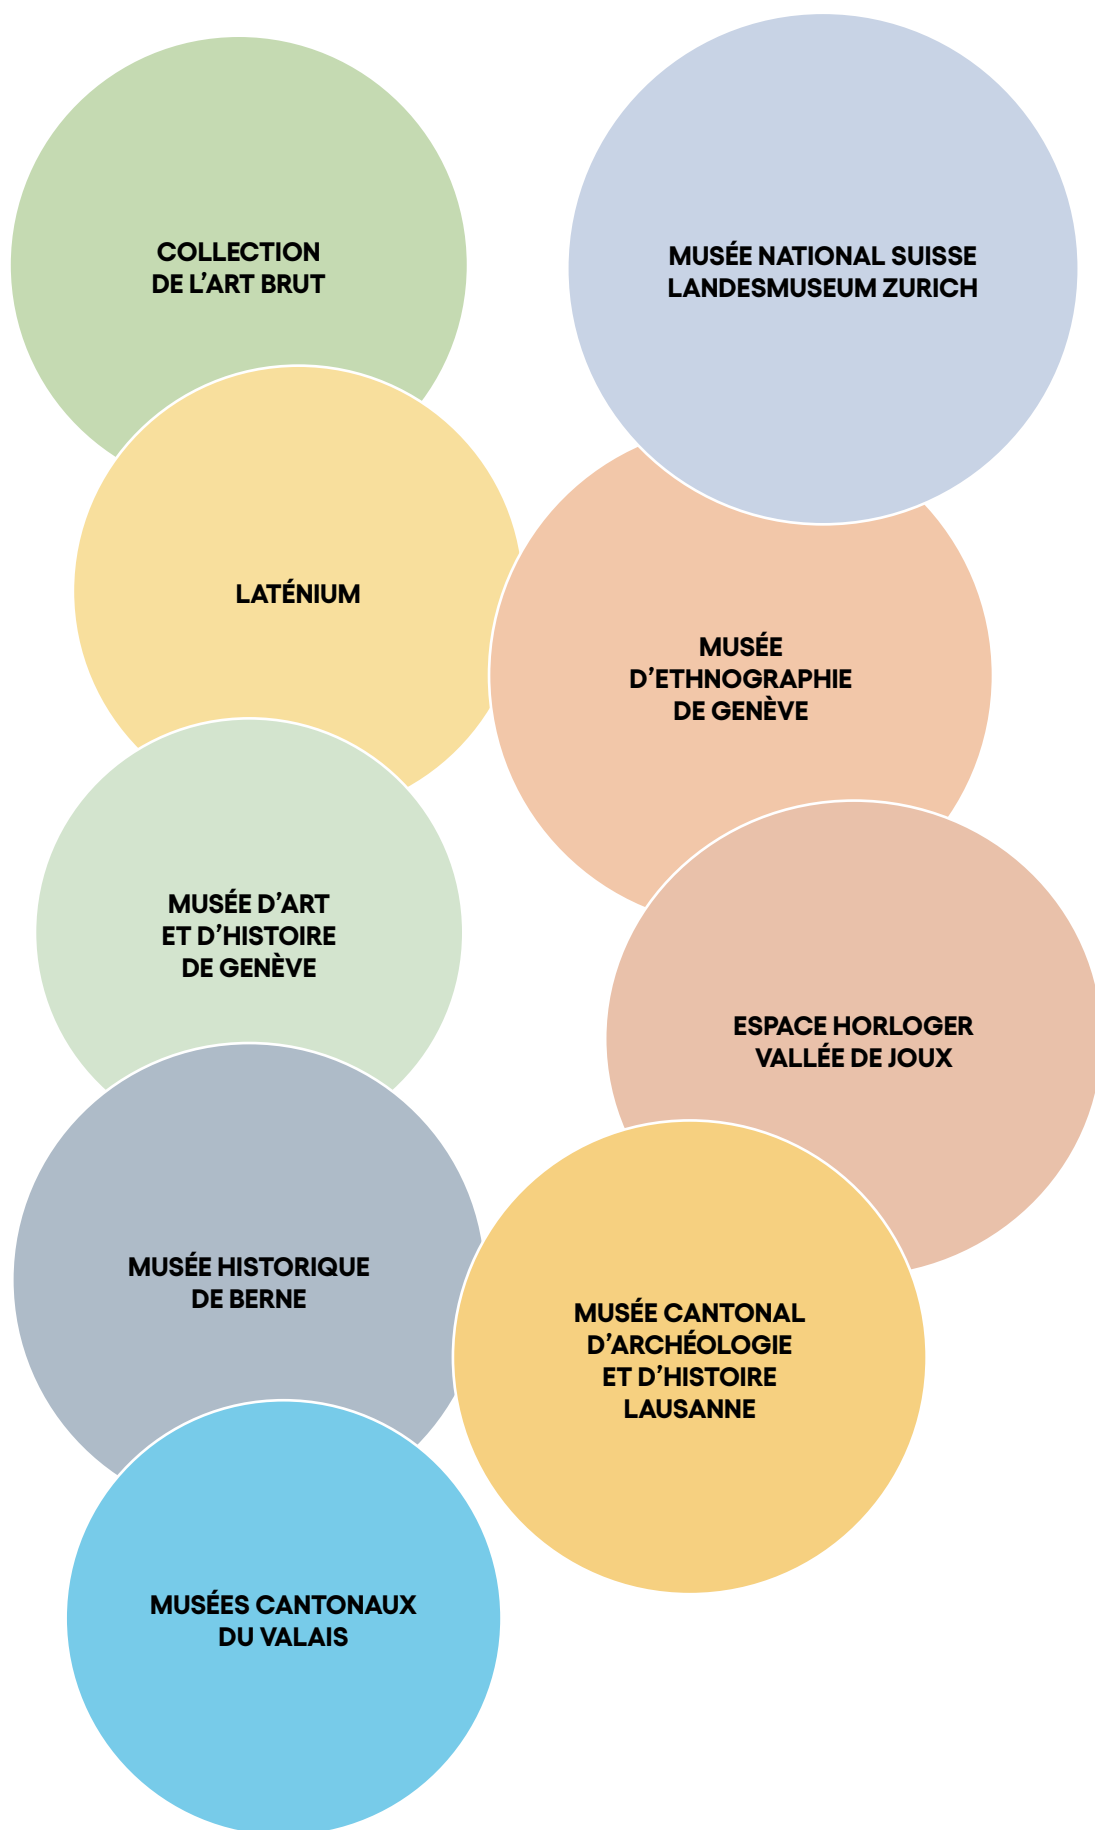 COLLECTION
DE L’ART BRUT
MUSÉE NATIONAL SUISSE
LANDESMUSEUM ZURICH
LATÉNIUM
MUSÉE
D’ETHNOGRAPHIE
DE GENÈVE
MUSÉE D’ART
ET D’HISTOIRE
DE GENÈVE
ESPACE HORLOGER
VALLÉE DE JOUX
MUSÉE HISTORIQUE
DE BERNE
MUSÉE CANTONAL
D’ARCHÉOLOGIE
ET D’HISTOIRE
LAUSANNE
MUSÉES CANTONAUX
DU VALAIS